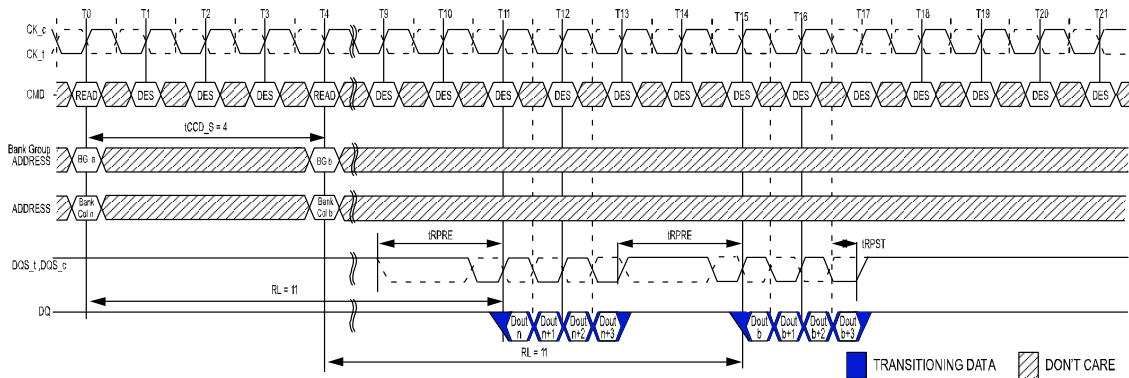 T0 T1 T2 T3 T4 T9 T10 T11 T12 T13 T14 T15 T16 T17 T18 T19 T20 T21
CK_c
CK_t
CMD READ DES DES DES READ DES DES DES DES DES DES DES DES DES DES DES DES DES
tCCD_S = 4
Bank Group
ADDRESS BG a BG b
ADDRESS Bank Col n Bank Col b
tRPRE tRPRE tRPST
DQS_t ,DQS_c
RL = 11
DQ Dout n Dout n+1 Dout n+2 Dout n+3 Dout b Dout b+1 Dout b+2 Dout b+3
RL = 11
TRANSITIONING DATA DON'T CARE